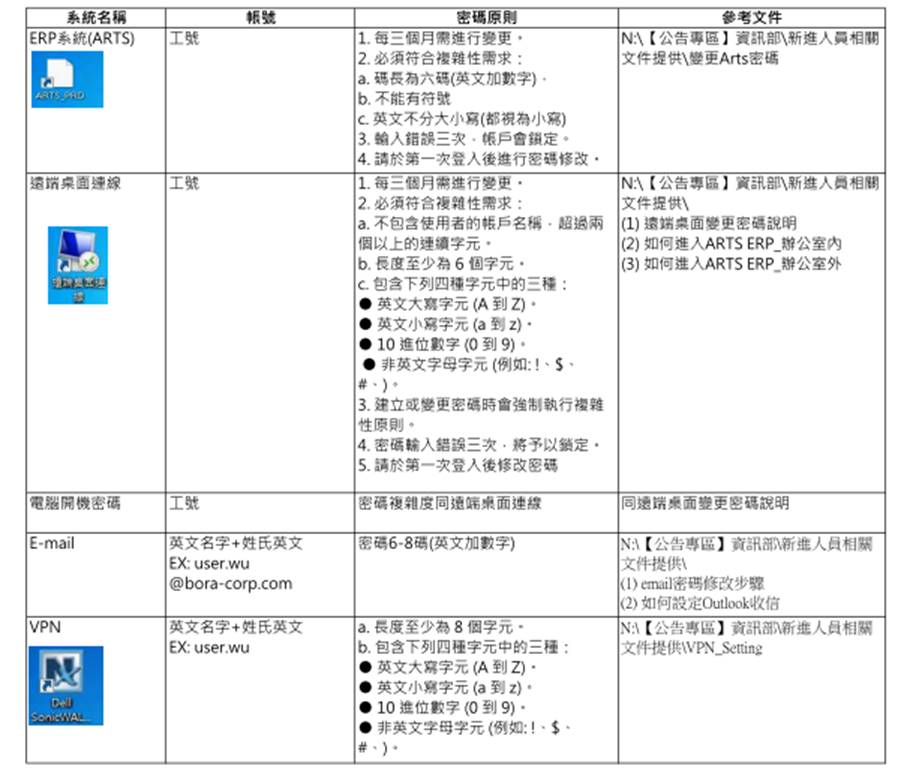 系統名稱 帳號 密碼原則 參考文件
ERP系統(ARTS)
ARTS_PRD
工號
1. 每三個月需進行變更。
2. 必須符合複雜性需求：
a. 碼長為六碼(英文加數字)﹒
b. 不能有符號
c. 英文不分大小寫(都視為小寫)
3. 輸入錯誤三次﹒帳戶會鎖定。
4. 請於第一次登入後進行密碼修改。
N:\【公告專區】資訊部\新進人員相關
文件提供\變更Arts密碼
遠端桌面連線
遠端桌面連
線
工號
1. 每三個月需進行變更。
2. 必須符合複雜性需求：
a. 不包含使用者的帳戶名稱﹒超過兩
個以上的連續字元。
b. 長度至少為 6 個字元。
c. 包含下列四種字元中的三種：
● 英文大寫字元 (A 到 Z)。
● 英文小寫字元 (a 到 z)。
● 10 進位數字 (0 到 9)。
● 非英文字母字元 (例如: !、$、
#、)。
3. 建立或變更密碼時會強制執行複雜
性原則。
4. 密碼輸入錯誤三次﹒將予以鎖定。
5. 請於第一次登入後修改密碼
N:\【公告專區】資訊部\新進人員相關
文件提供\
(1) 遠端桌面變更密碼說明
(2) 如何進入ARTS ERP_辦公室內
(3) 如何進入ARTS ERP_辦公室外
電腦開機密碼 工號 密碼複雜度同遠端桌面連線 同遠端桌面變更密碼說明
E-mail
英文名字+姓氏英文
EX: user.wu
@bora-corp.com
密碼6-8碼(英文加數字)
N:\【公告專區】資訊部\新進人員相關
文件提供\
(1) email密碼修改步驟
(2) 如何設定Outlook收信
VPN
Dell
SonicWAL...
英文名字+姓氏英文
EX: user.wu
a. 長度至少為 8 個字元。
b. 包含下列四種字元中的三種：
● 英文大寫字元 (A 到 Z)。
● 英文小寫字元 (a 到 z)。
● 10 進位數字 (0 到 9)。
● 非英文字母字元 (例如: !、$、
#、)。
N:\【公告專區】資訊部\新進人員相關
文件提供\VPN_Setting